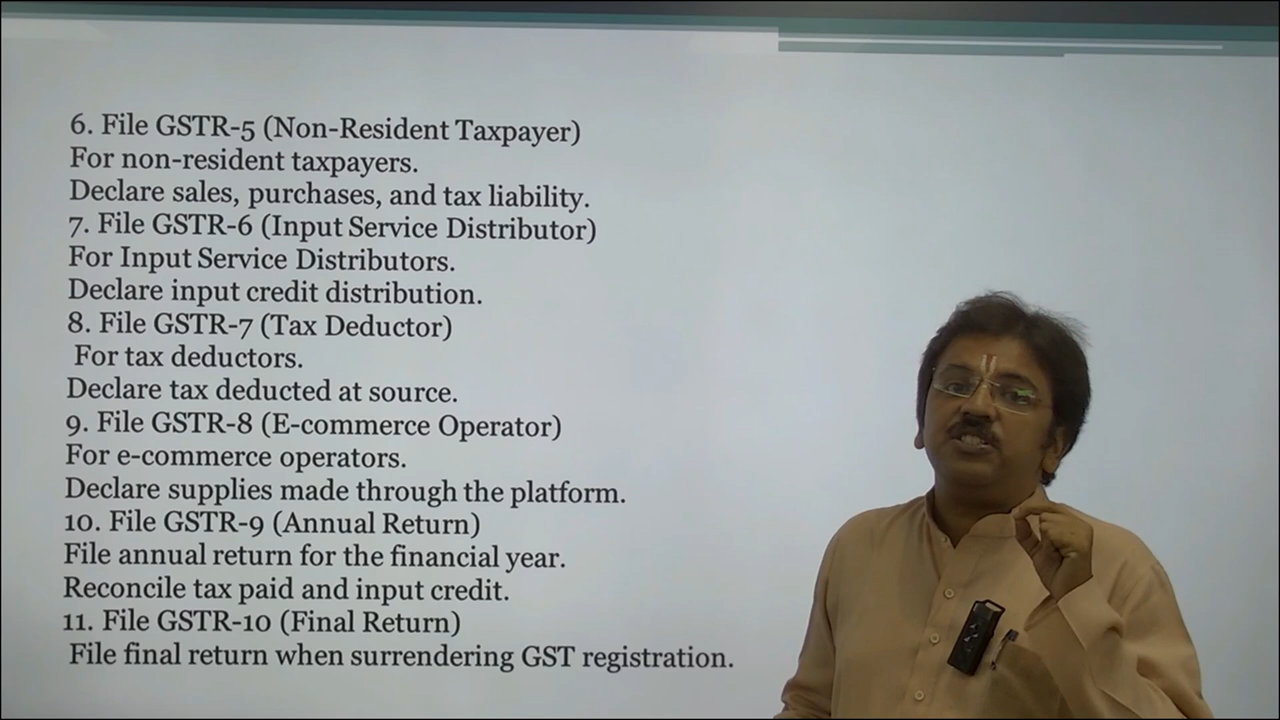 6. File GSTR-5 (Non-Resident Taxpayer)
For non-resident taxpayers.
Declare sales, purchases, and tax liability.
7. File GSTR-6 (Input Service Distributor)
For Input Service Distributors.
Declare input credit distribution.
8. File GSTR-7 (Tax Deductor)
For tax deductors.
Declare tax deducted at source.
9. File GSTR-8 (E-commerce Operator)
For e-commerce operators.
Declare supplies made through the platform.
10. File GSTR-9 (Annual Return)
File annual return for the financial year.
Reconcile tax paid and input credit.
11. File GSTR-10 (Final Return)
File final return when surrendering GST registration.